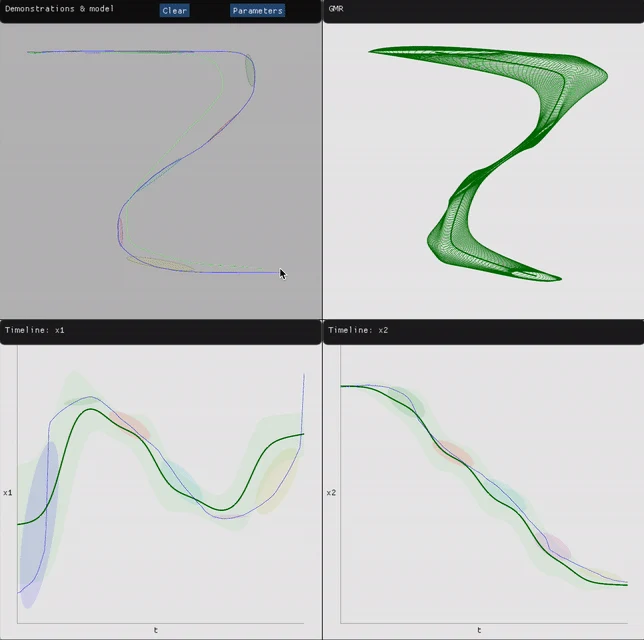 Demonstrations & model Clear Parameters
GMR
Timeline: x1
x1
t
Timeline: x2
x2
t